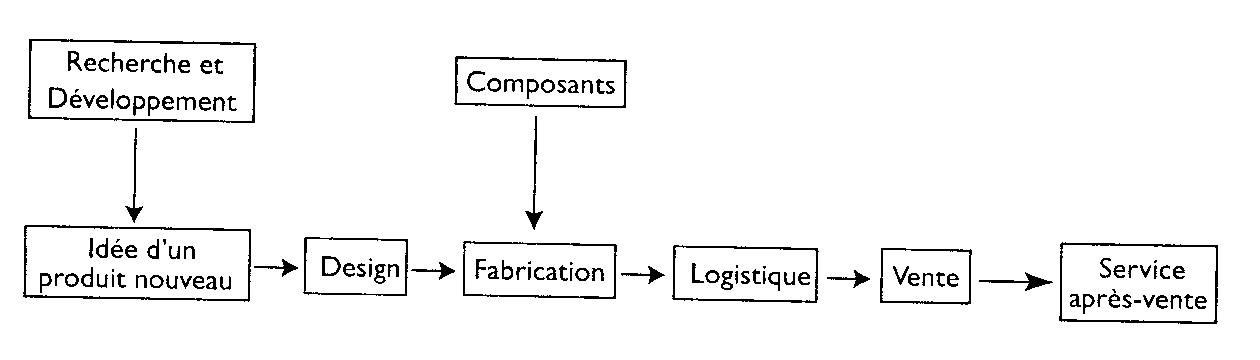 Recherche et
Développement
Composants
Idée d'un
produit nouveau
Design
Fabrication
Logistique
Vente
Service
après-vente